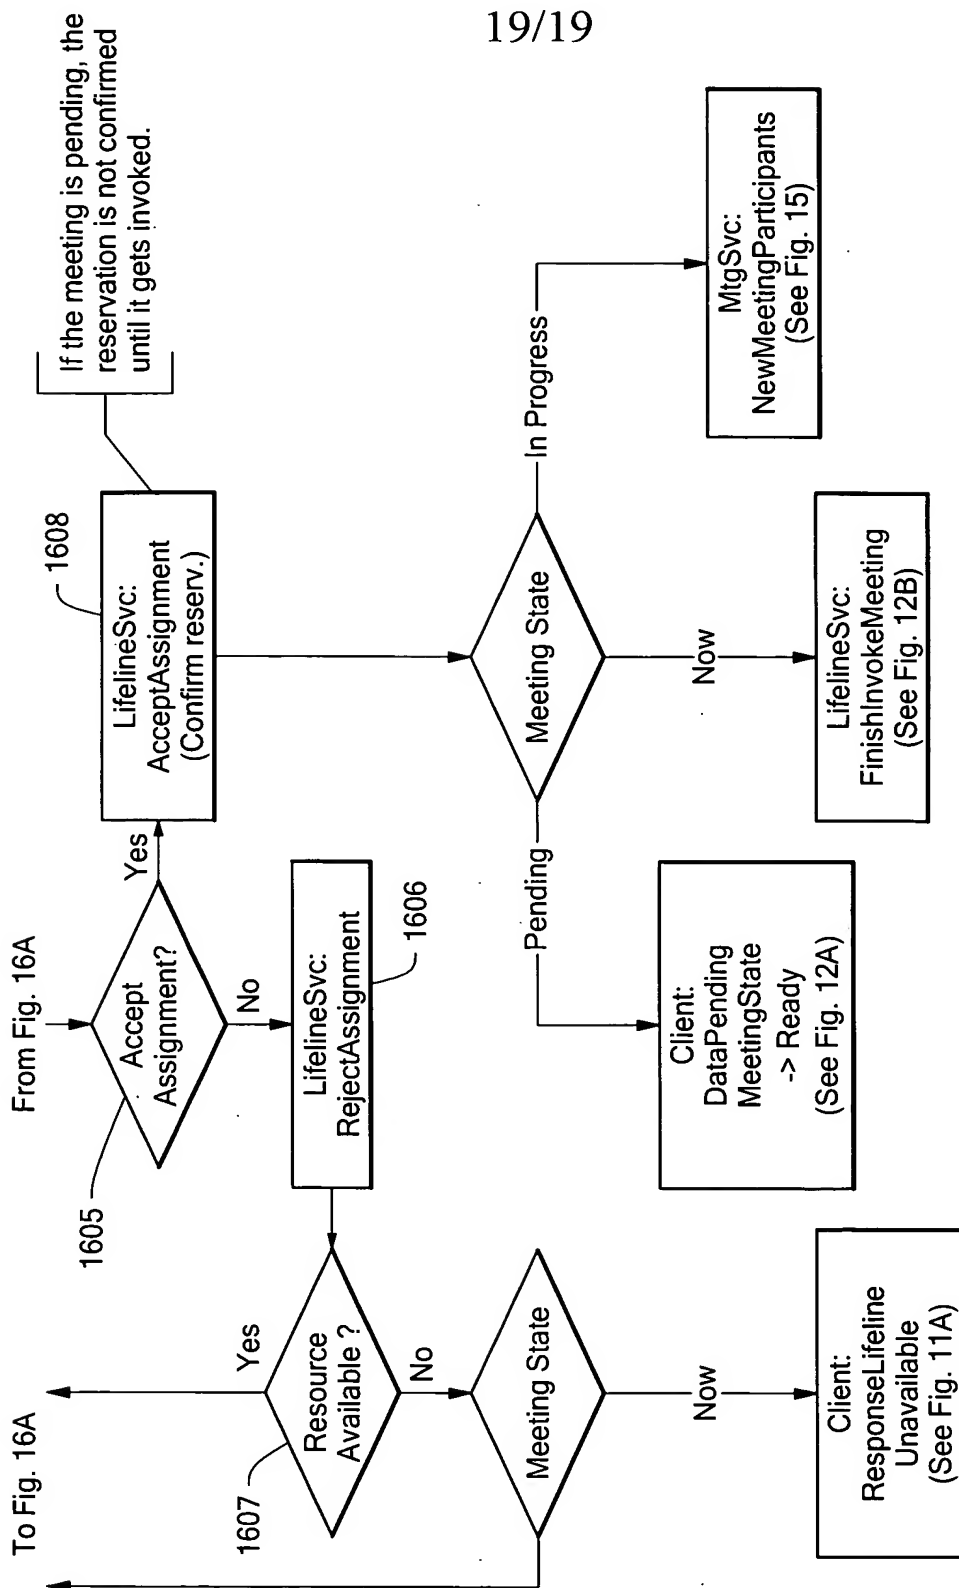 19/19
To Fig. 16A
From Fig. 16A
1605
Accept
Assignment?
Yes
No
1608
LifelineSvc:
AcceptAssignment
(Confirm reserv.)
If the meeting is pending, the
reservation is not confirmed
until it gets invoked.
1606
LifelineSvc:
RejectAssignment
1607
Resource
Available ?
Yes
No
Meeting State
Now
Client:
ResponseLifeline
Unavailable
(See Fig. 11A)
Meeting State
Pending
Now
In Progress
Client:
DataPending
MeetingState
-> Ready
(See Fig. 12A)
LifelineSvc:
FinishInvokeMeeting
(See Fig. 12B)
MtgSvc:
NewMeetingParticipants
(See Fig. 15)